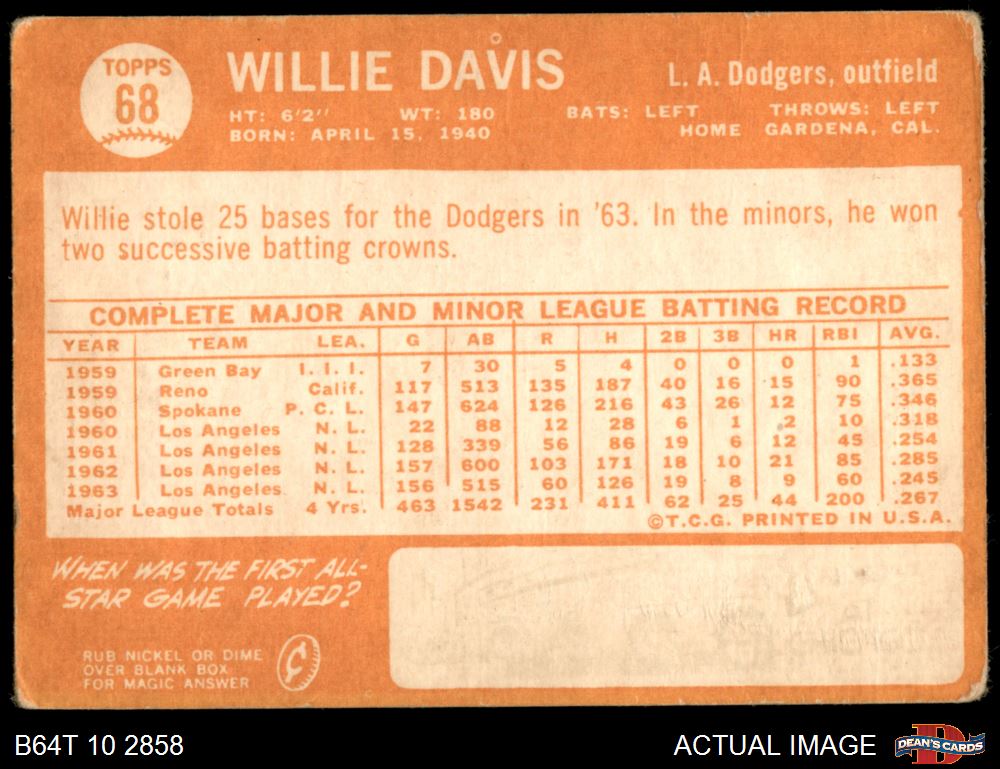 TOPPS
68
WILLIE DAVIS
L. A. Dodgers, outfield
HT: 6'2" WT: 180 BATS: LEFT THROWS: LEFT
BORN: APRIL 15, 1940 HOME GARDENA, CAL.
Willie stole 25 bases for the Dodgers in '63. In the minors, he won
two successive batting crowns.
COMPLETE MAJOR AND MINOR LEAGUE BATTING RECORD
YEAR TEAM LEA. G AB R H 2B 3B HR RBI AVG.
1959 Green Bay I. I. I. 7 30 5 4 0 0 0 1 .133
1959 Reno Calif. 117 513 135 187 40 16 15 90 .365
1960 Spokane P. C. L. 147 624 126 216 43 26 12 75 .346
1960 Los Angeles N. L. 22 88 12 28 6 1 2 10 .318
1961 Los Angeles N. L. 128 339 56 86 19 6 12 45 .254
1962 Los Angeles N. L. 157 600 103 171 18 10 21 85 .285
1963 Los Angeles N. L. 156 515 60 126 19 8 9 60 .245
Major League Totals 4 Yrs. 463 1542 231 411 62 25 44 200 .267
©T.C.G. PRINTED IN U.S.A.
WHEN WAS THE FIRST ALL-
STAR GAME PLAYED?
RUB NICKEL OR DIME
OVER BLANK BOX
FOR MAGIC ANSWER
¢
B64T 10 2858
ACTUAL IMAGE
D
DEAN'S CARDS